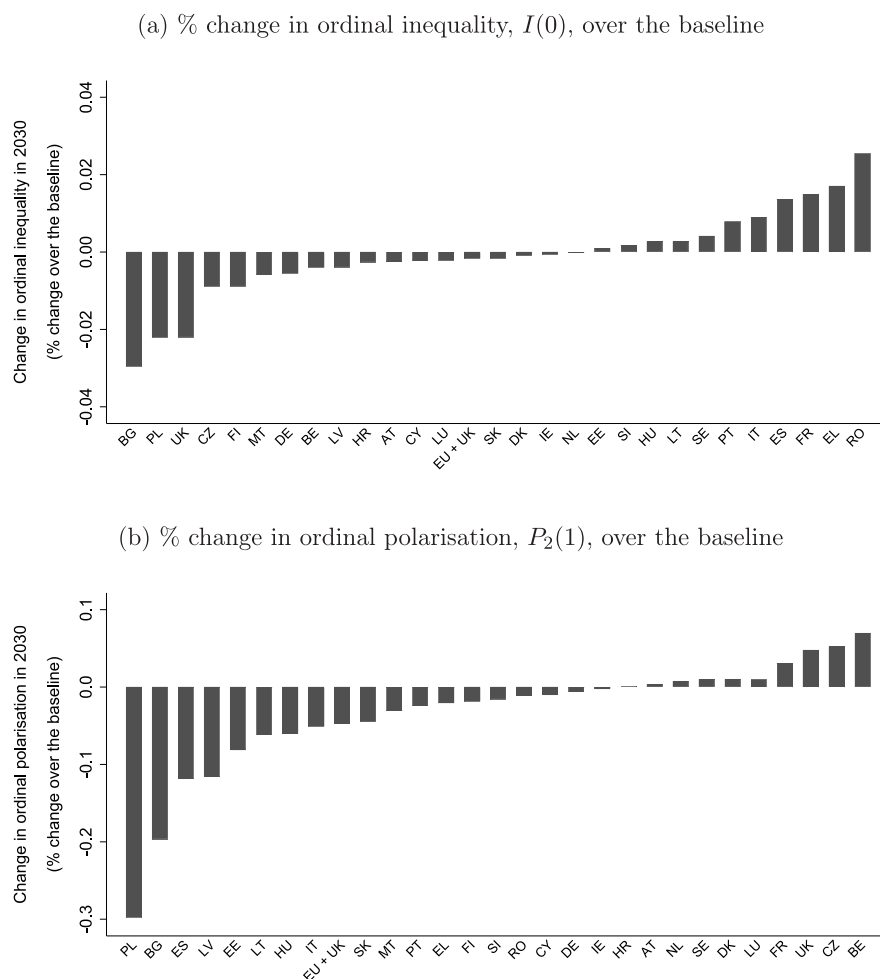 (a) % change in ordinal inequality, I(0), over the baseline
Change in ordinal inequality in 2030
(% change over the baseline)
0.04
0.02
0.00
-0.02
-0.04
BG PL UK CZ FI MT DE BE LV HR AT CY LU EU + UK SK DK IE NL EE SI HU LT SE PT IT ES FR EL RO
(b) % change in ordinal polarisation, P₂(1), over the baseline
Change in ordinal polarisation in 2030
(% change over the baseline)
0.1
0.0
-0.1
-0.2
-0.3
PL BG ES LV EE LT HU IT EU + UK SK MT PT EL FI SI RO CY DE IE HR AT NL SE DK LU FR UK CZ BE